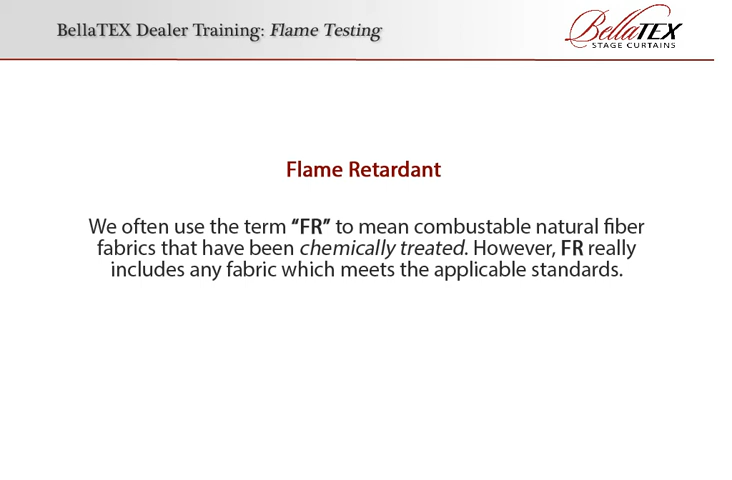 BellaTEX Dealer Training: Flame Testing
BellaTEX
STAGE CURTAINS
Flame Retardant
We often use the term “FR” to mean combustable natural fiber
fabrics that have been chemically treated. However, FR really
includes any fabric which meets the applicable standards.